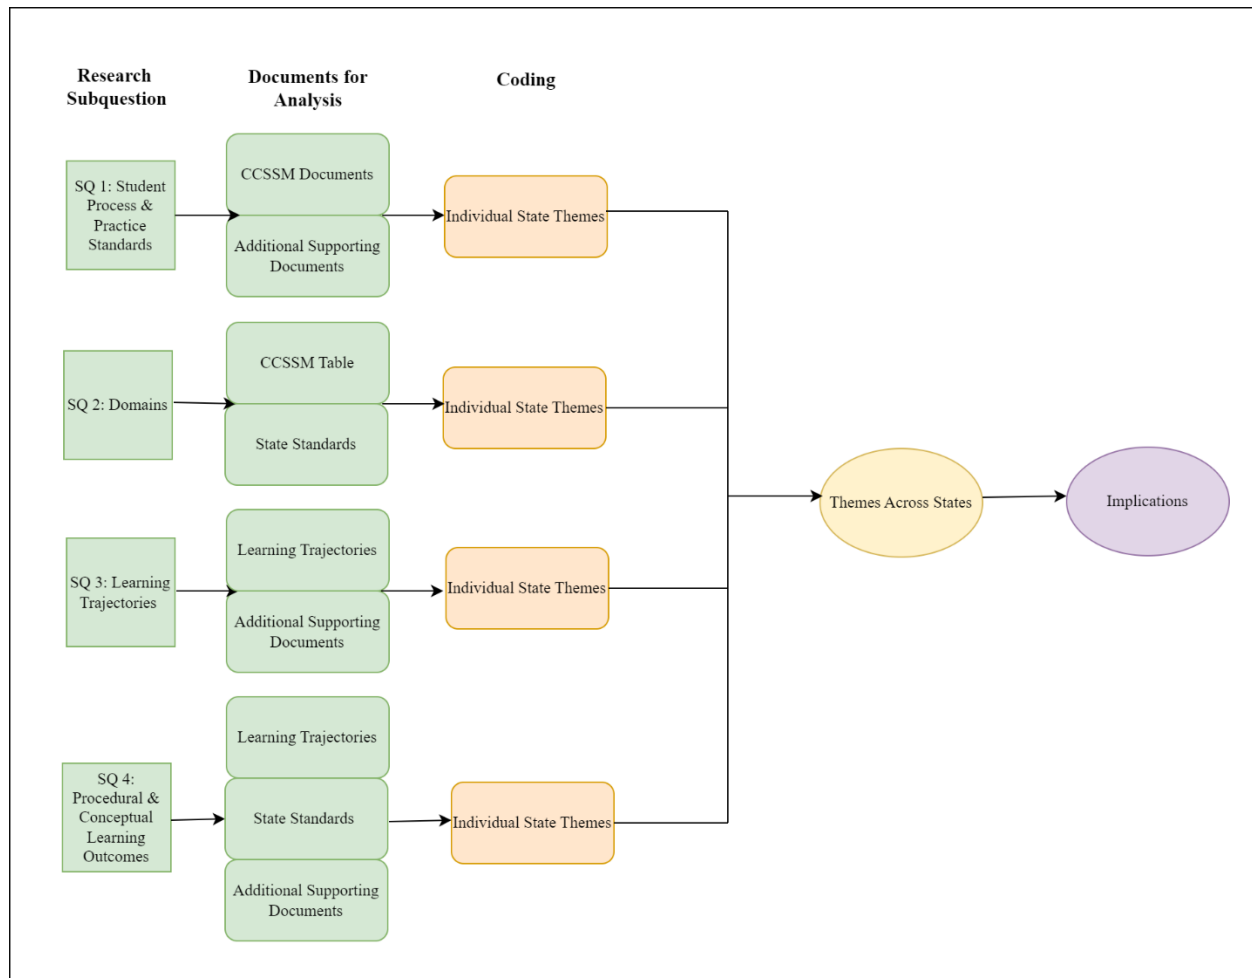 Research
Subquestion
Documents for
Analysis
Coding
SQ 1: Student
Process &
Practice
Standards
CCSSM Documents
Additional Supporting
Documents
Individual State Themes
SQ 2: Domains
CCSSM Table
State Standards
Individual State Themes
SQ 3: Learning
Trajectories
Learning Trajectories
Additional Supporting
Documents
Individual State Themes
SQ 4:
Procedural &
Conceptual
Learning
Outcomes
Learning Trajectories
State Standards
Additional Supporting
Documents
Individual State Themes
Themes Across States
Implications